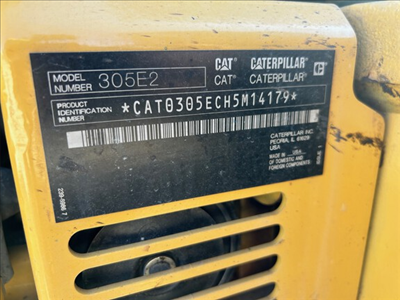 MODEL NUMBER 305E2
CAT® CATERPILLAR®
CAT® CATERPILLAR®
PRODUCT IDENTIFICATION NUMBER *CAT0305ECH5M14179*
CATERPILLAR INC.
PEORIA, IL 61629
USA
MADE IN USA
OF DOMESTIC AND
FOREIGN COMPONENTS